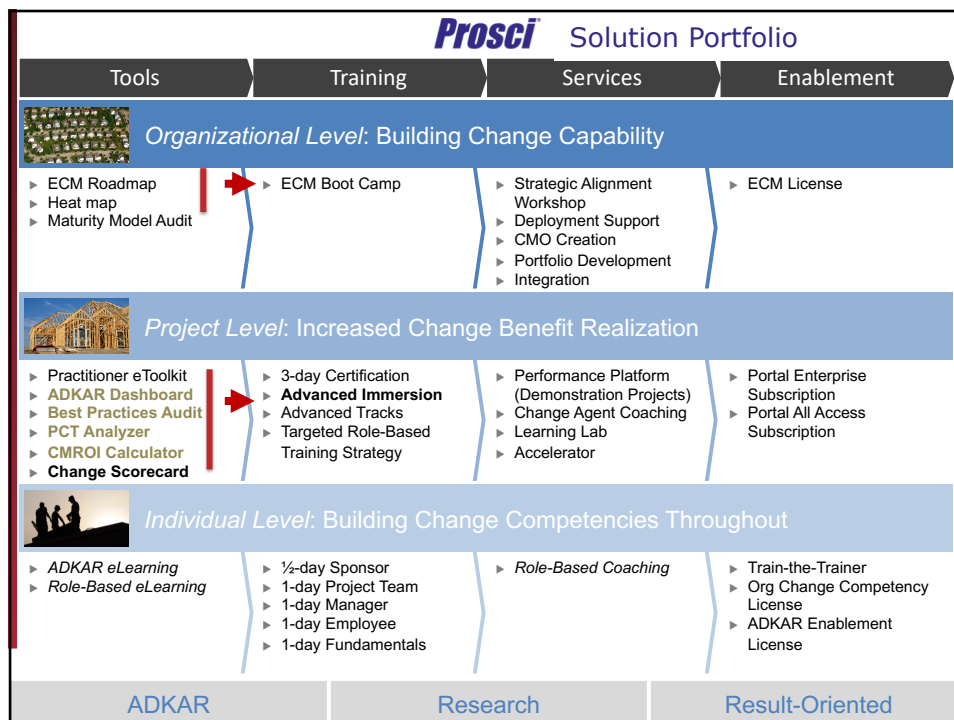 Prosci® Solution Portfolio
Tools Training Services Enablement
Organizational Level: Building Change Capability
ECM Roadmap
Heat map
Maturity Model Audit
ECM Boot Camp
Strategic Alignment
Workshop
Deployment Support
CMO Creation
Portfolio Development
Integration
ECM License
Project Level: Increased Change Benefit Realization
Practitioner eToolkit
ADKAR Dashboard
Best Practices Audit
PCT Analyzer
CMROI Calculator
Change Scorecard
3-day Certification
Advanced Immersion
Advanced Tracks
Targeted Role-Based
Training Strategy
Performance Platform
(Demonstration Projects)
Change Agent Coaching
Learning Lab
Accelerator
Portal Enterprise
Subscription
Portal All Access
Subscription
Individual Level: Building Change Competencies Throughout
ADKAR eLearning
Role-Based eLearning
½-day Sponsor
1-day Project Team
1-day Manager
1-day Employee
1-day Fundamentals
Role-Based Coaching
Train-the-Trainer
Org Change Competency
License
ADKAR Enablement
License
ADKAR Research Result-Oriented